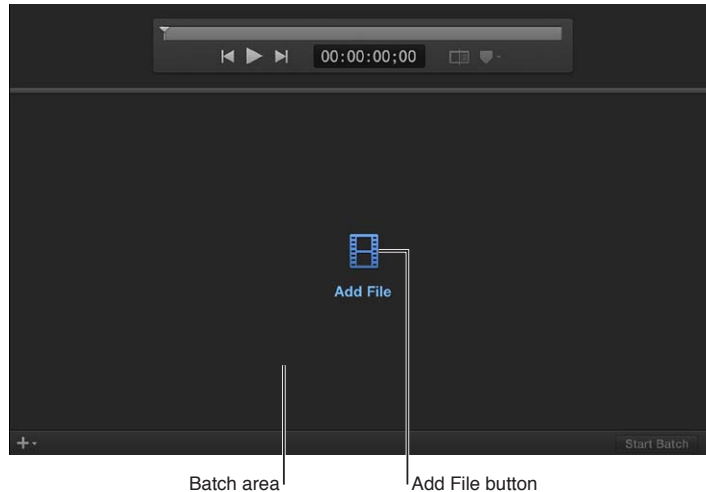 00:00:00;00
Add File
Start Batch
Batch area
Add File button